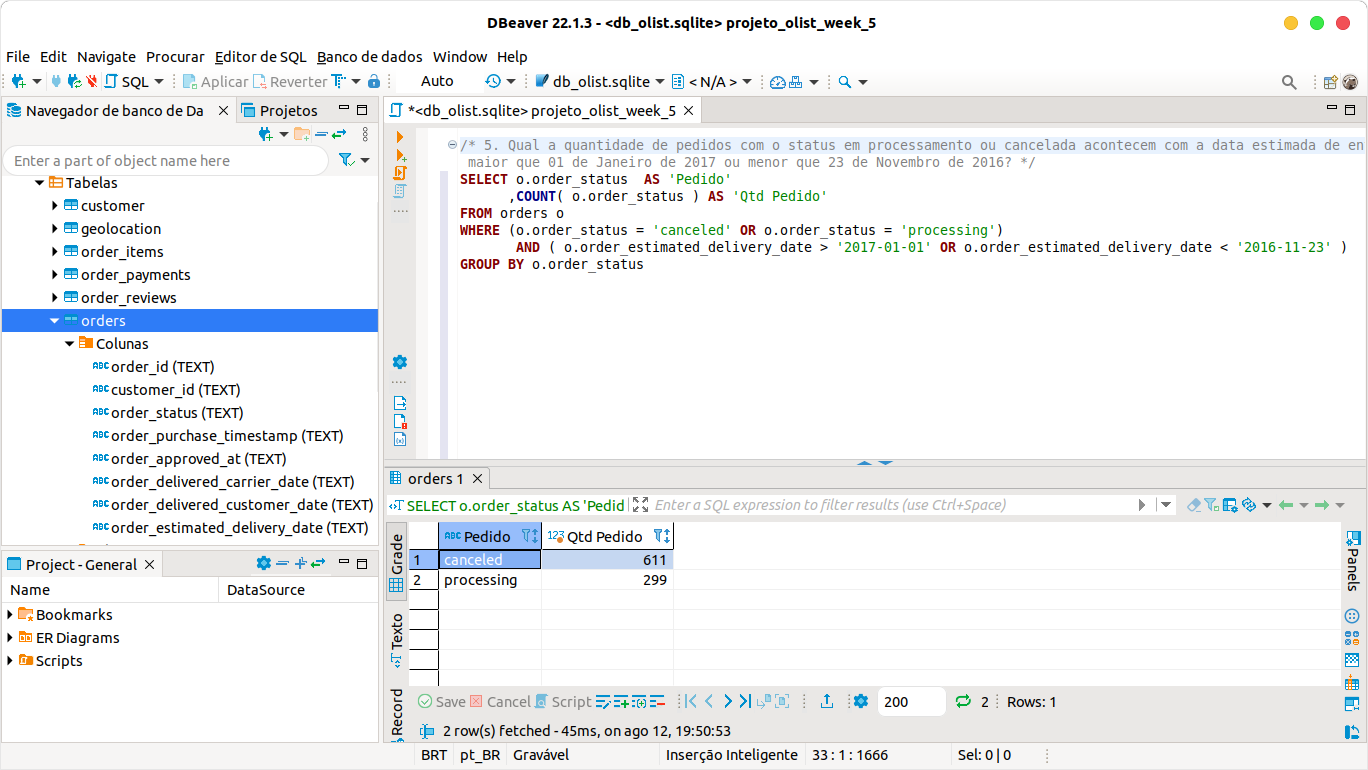 DBeaver 22.1.3 - <db_olist.sqlite> projeto_olist_week_5
File Edit Navigate Procurar Editor de SQL Banco de dados Window Help
SQL Aplicar Reverter Auto db_olist.sqlite < N/A >
Navegador de banco de Da Projetos
Enter a part of object name here
Tabelas
customer
geolocation
order_items
order_payments
order_reviews
orders
Colunas
ABC order_id (TEXT)
ABC customer_id (TEXT)
ABC order_status (TEXT)
ABC order_purchase_timestamp (TEXT)
ABC order_approved_at (TEXT)
ABC order_delivered_carrier_date (TEXT)
ABC order_delivered_customer_date (TEXT)
ABC order_estimated_delivery_date (TEXT)
Project - General
Name DataSource
Bookmarks
ER Diagrams
Scripts
*<db_olist.sqlite> projeto_olist_week_5
/* 5. Qual a quantidade de pedidos com o status em processamento ou cancelada acontecem com a data estimada de en
maior que 01 de Janeiro de 2017 ou menor que 23 de Novembro de 2016? */
SELECT o.order_status AS 'Pedido'
,COUNT( o.order_status ) AS 'Qtd Pedido'
FROM orders o
WHERE (o.order_status = 'canceled' OR o.order_status = 'processing')
AND ( o.order_estimated_delivery_date > '2017-01-01' OR o.order_estimated_delivery_date < '2016-11-23' )
GROUP BY o.order_status
orders 1
SELECT o.order_status AS 'Pedid Enter a SQL expression to filter results (use Ctrl+Space)
Grade
Texto
Record
ABC Pedido 123 Qtd Pedido
1 canceled 611
2 processing 299
Panels
Save Cancel Script 200 2 Rows: 1
2 row(s) fetched - 45ms, on ago 12, 19:50:53
BRT pt_BR Gravável Inserção Inteligente 33 : 1 : 1666 Sel: 0 | 0